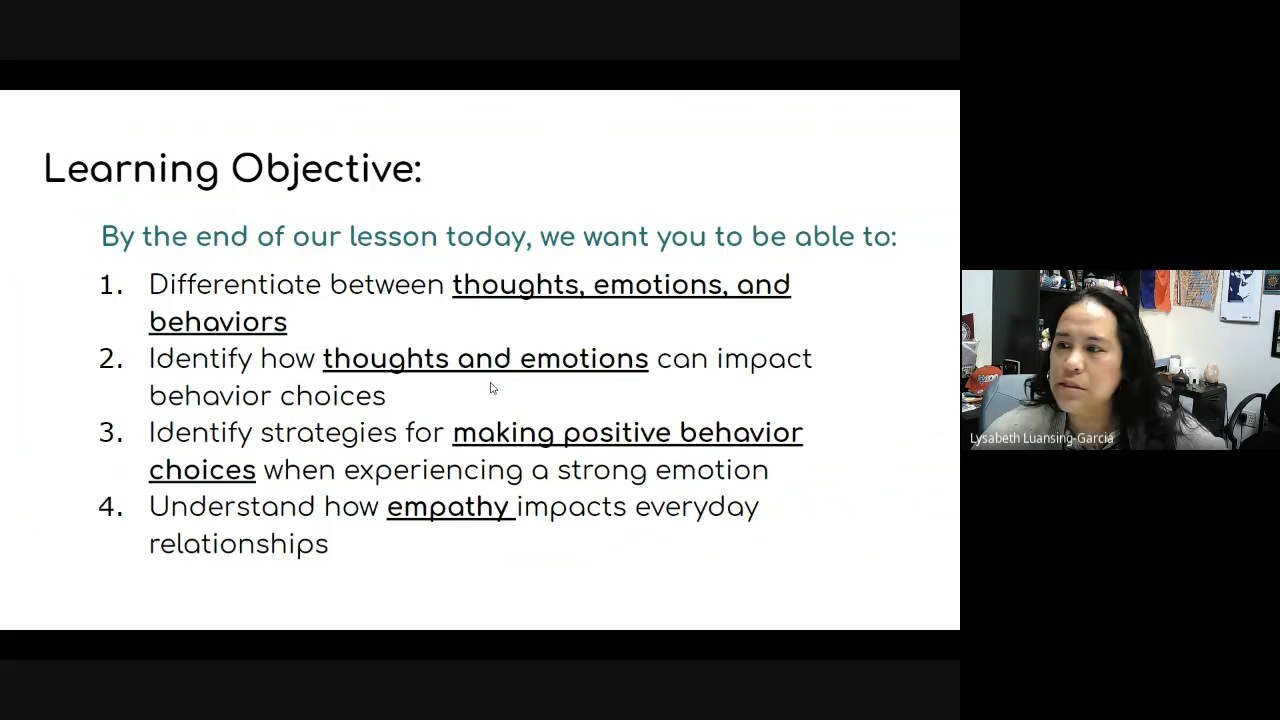 Learning Objective:
By the end of our lesson today, we want you to be able to:
1. Differentiate between thoughts, emotions, and
behaviors
2. Identify how thoughts and emotions can impact
behavior choices
3. Identify strategies for making positive behavior
choices when experiencing a strong emotion
4. Understand how empathy impacts everyday
relationships
Lysabeth Luansing-Garcia